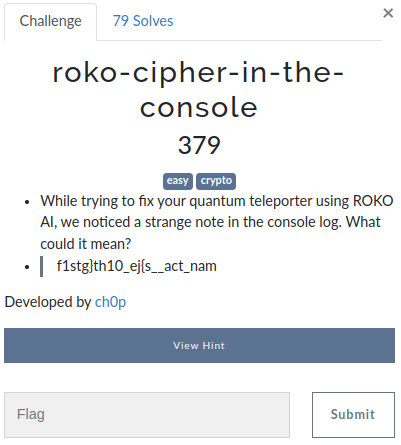 Challenge
79 Solves
×
roko-cipher-in-the-
console
379
easy crypto
While trying to fix your quantum teleporter using ROKO
AI, we noticed a strange note in the console log. What
could it mean?
f1stg}th10_ej{s__act_nam
Developed by ch0p
View Hint
Flag
Submit